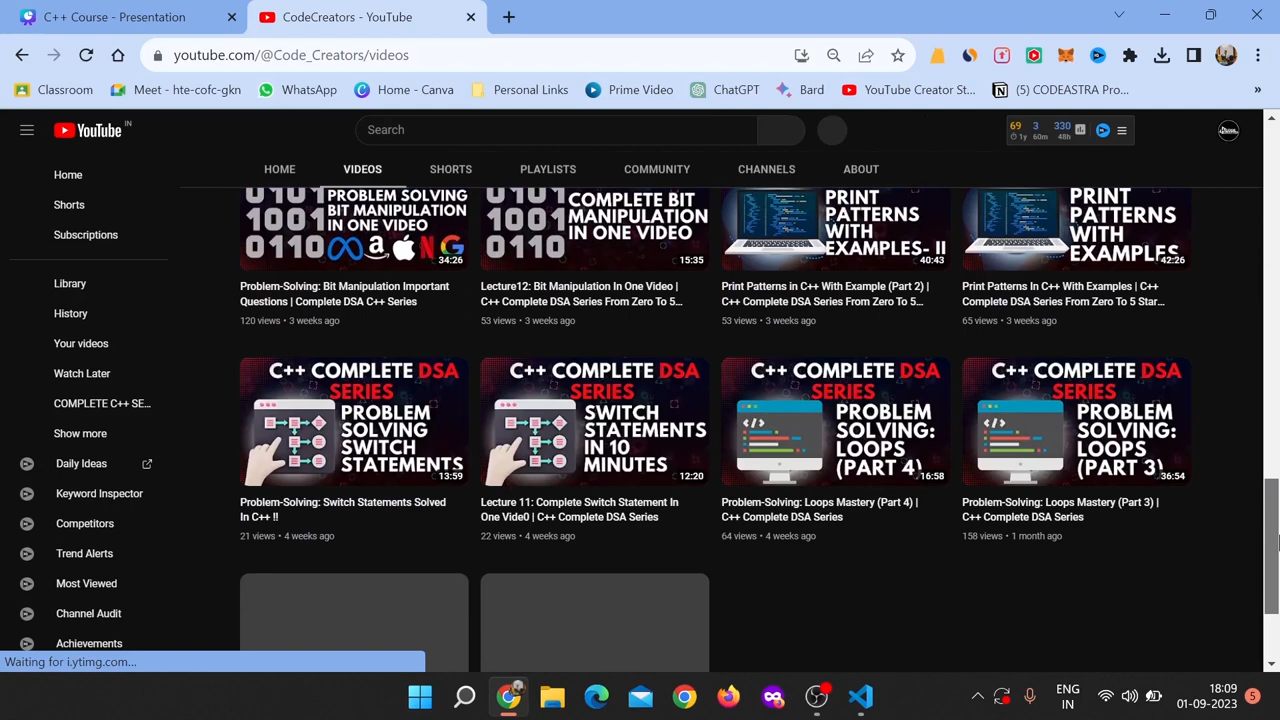 C++ Course - Presentation
CodeCreators - YouTube
youtube.com/@Code_Creators/videos
Classroom
Meet - hte-cofc-gkn
WhatsApp
Home - Canva
Personal Links
Prime Video
ChatGPT
Bard
YouTube Creator St...
(1) CODEASTRA Pro...
YouTube IN
Search
69
1y
3
60m
330
48h
HOME
VIDEOS
SHORTS
PLAYLISTS
COMMUNITY
CHANNELS
ABOUT
Home
Shorts
Subscriptions
Library
History
Your videos
Watch Later
COMPLETE C++ SE...
Show more
Daily Ideas
Keyword Inspector
Competitors
Trend Alerts
Most Viewed
Channel Audit
Achievements
0101
1001
0110
PROBLEM SOLVING
BIT MANIPULATION
IN ONE VIDEO
34:26
Problem-Solving: Bit Manipulation Important
Questions | Complete DSA C++ Series
120 views • 3 weeks ago
0101
1001
0110
COMPLETE BIT
MANIPULATION
IN ONE VIDEO
15:35
Lecture12: Bit Manipulation In One Video |
C++ Complete DSA Series From Zero To 5...
53 views • 3 weeks ago
PRINT
PATTERNS
WITH
EXAMPLES- II
40:43
Print Patterns in C++ With Example (Part 2) |
C++ Complete DSA Series From Zero To 5...
53 views • 3 weeks ago
PRINT
PATTERNS
WITH
EXAMPLES
42:26
Print Patterns In C++ With Examples | C++
Complete DSA Series From Zero To 5 Star...
65 views • 3 weeks ago
C++ COMPLETE DSA
SERIES
PROBLEM
SOLVING
SWITCH
STATEMENTS
13:59
Problem-Solving: Switch Statements Solved
In C++ !!
21 views • 4 weeks ago
C++ COMPLETE DSA
SERIES
SWITCH
STATEMENTS
IN 10
MINUTES
12:20
Lecture 11: Complete Switch Statement In
One Vide0 | C++ Complete DSA Series
22 views • 4 weeks ago
C++ COMPLETE DSA
SERIES
</>
PROBLEM
SOLVING:
LOOPS
(PART 4)
16:58
Problem-Solving: Loops Mastery (Part 4) |
C++ Complete DSA Series
64 views • 4 weeks ago
C++ COMPLETE DSA
SERIES
</>
PROBLEM
SOLVING:
LOOPS
(PART 3)
36:54
Problem-Solving: Loops Mastery (Part 3) |
C++ Complete DSA Series
158 views • 1 month ago
Waiting for i.ytimg.com...
ENG
IN
18:09
01-09-2023
5